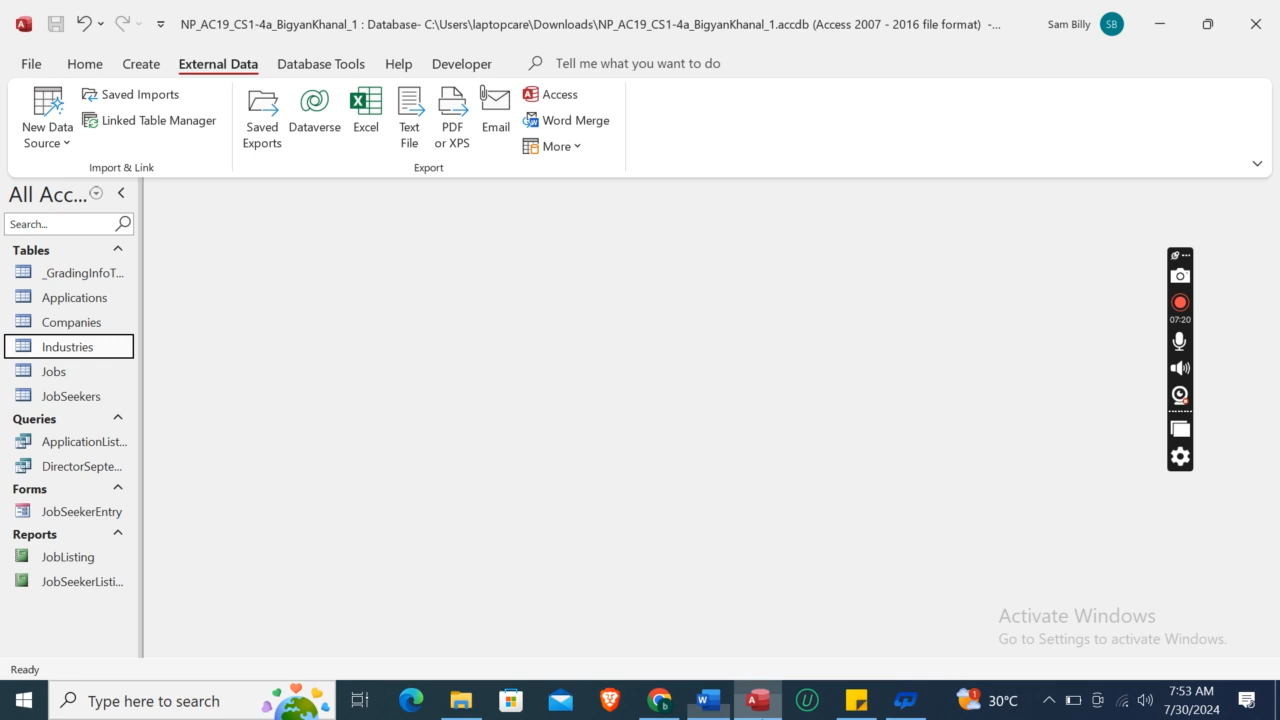 NP_AC19_CS1-4a_BigyanKhanal_1 : Database- C:\Users\laptopcare\Downloads\NP_AC19_CS1-4a_BigyanKhanal_1.accdb (Access 2007 - 2016 file format) -...
Sam Billy SB
File Home Create External Data Database Tools Help Developer Tell me what you want to do
New Data Source
Saved Imports
Linked Table Manager
Import & Link
Saved Exports
Dataverse
Excel
Text File
PDF or XPS
Email
Access
Word Merge
More
Export
All Acc...
Search...
Tables
_GradingInfoT...
Applications
Companies
Industries
Jobs
JobSeekers
Queries
ApplicationList...
DirectorSepte...
Forms
JobSeekerEntry
Reports
JobListing
JobSeekerListi...
07:20
Activate Windows
Go to Settings to activate Windows.
Ready
Type here to search
1
30°C
7:53 AM
7/30/2024